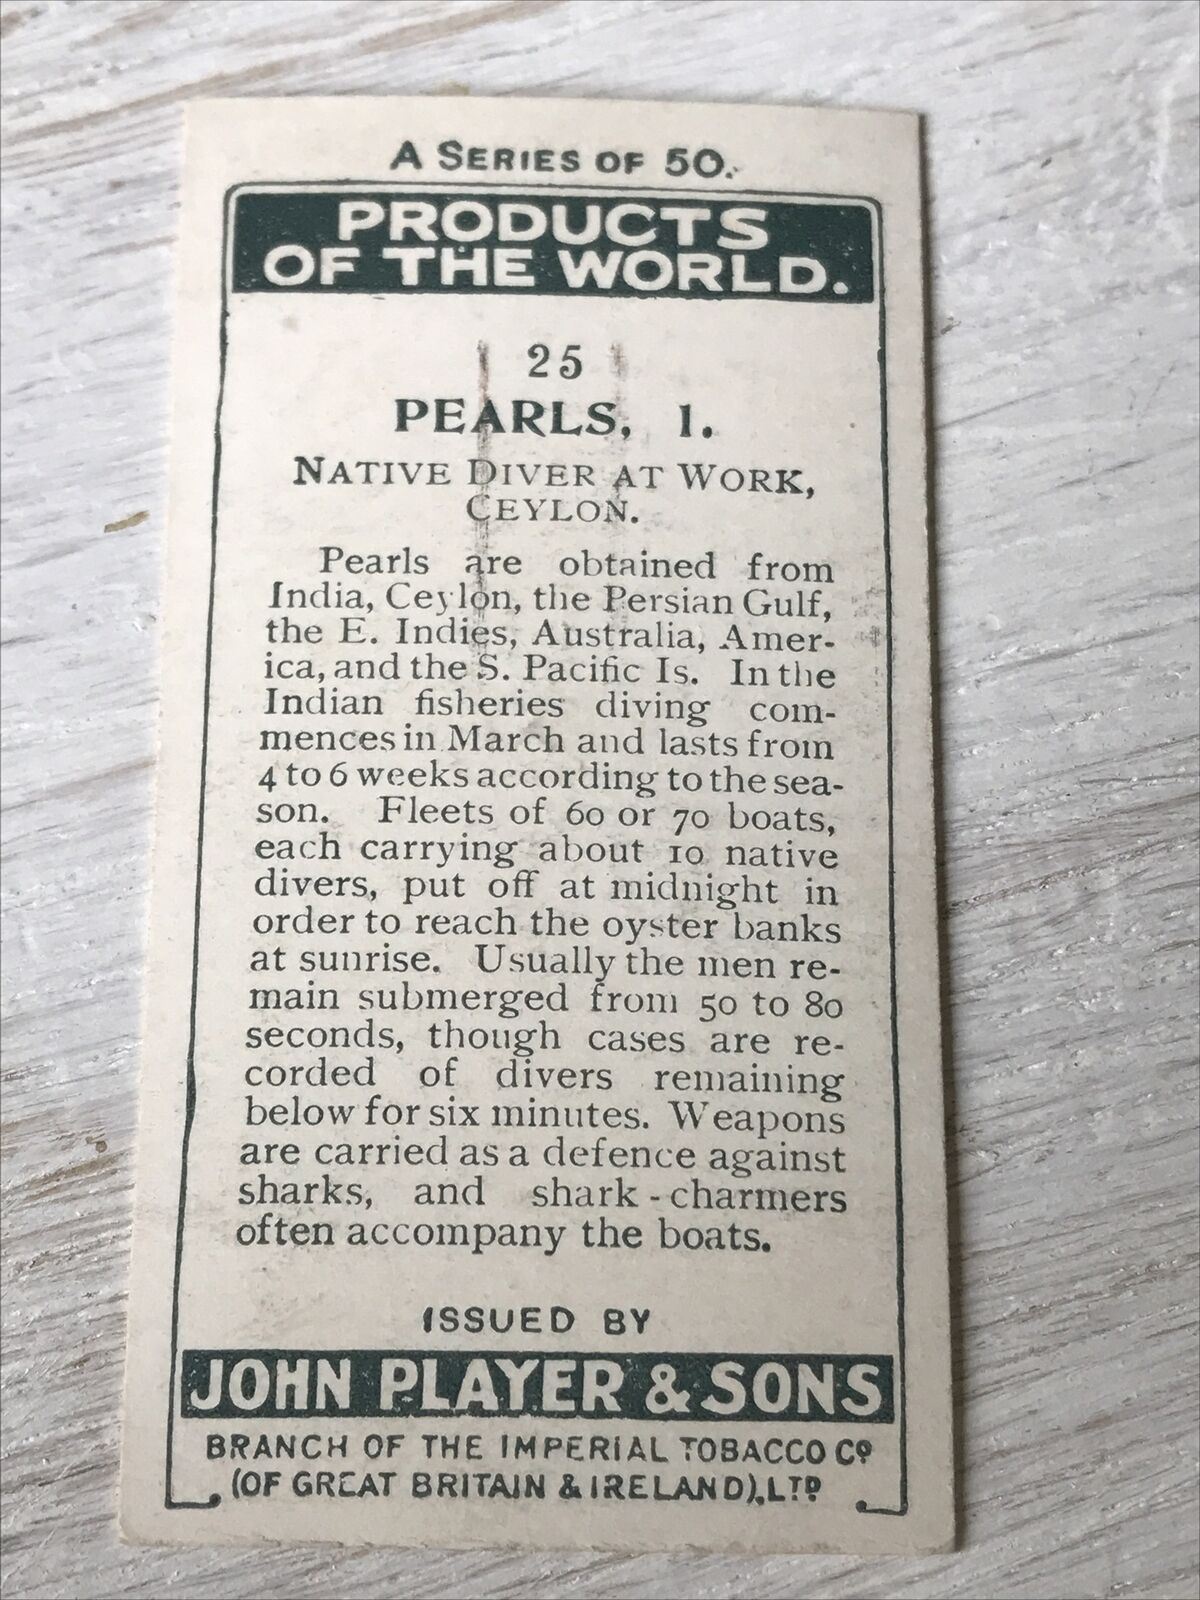 A SERIES OF 50.
PRODUCTS
OF THE WORLD.
25
PEARLS, 1.
NATIVE DIVER AT WORK,
CEYLON.
Pearls are obtained from
India, Ceylon, the Persian Gulf,
the E. Indies, Australia, Amer-
ica, and the S. Pacific Is. In the
Indian fisheries diving com-
mences in March and lasts from
4 to 6 weeks according to the sea-
son. Fleets of 60 or 70 boats,
each carrying about 10 native
divers, put off at midnight in
order to reach the oyster banks
at sunrise. Usually the men re-
main submerged from 50 to 80
seconds, though cases are re-
corded of divers remaining
below for six minutes. Weapons
are carried as a defence against
sharks, and shark-charmers
often accompany the boats.
ISSUED BY
JOHN PLAYER & SONS
BRANCH OF THE IMPERIAL TOBACCO Co.
(OF GREAT BRITAIN & IRELAND), LTD.